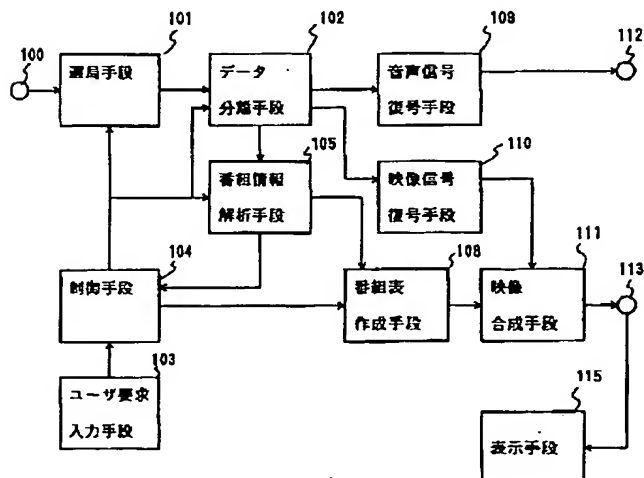 101
102
109
112
100
選局手段
データ
分離手段
音声信号
復号手段
105
110
番組情報
解析手段
映像信号
復号手段
104
108
111
113
制御手段
番組表
作成手段
映像
合成手段
103
ユーザ要求
入力手段
115
表示手段